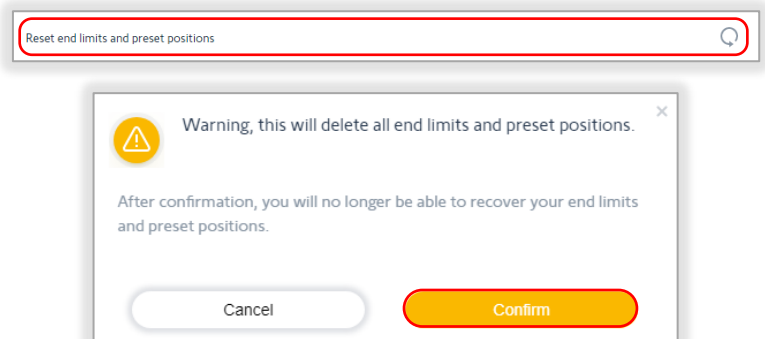 Reset end limits and preset positions
Warning, this will delete all end limits and preset positions.
After confirmation, you will no longer be able to recover your end limits
and preset positions.
Cancel
Confirm